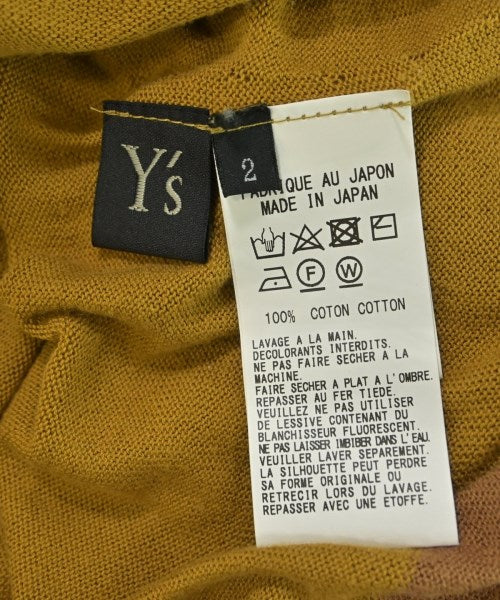 Y's
2
FABRIQUE AU JAPON
MADE IN JAPAN
F W
100% COTON COTTON
LAVAGE A LA MAIN.
DECOLORANTS INTERDITS.
NE PAS FAIRE SECHER A LA
MACHINE.
FAIRE SECHER A PLAT A L'OMBRE.
REPASSER AU FER TIEDE.
VEUILLEZ NE PAS UTILISER
DE LESSIVE CONTENANT DU
BLANCHISSEUR FLUORESCENT.
NE PAS LAISSER IMBIBER DANS L'EAU.
VEUILLER LAVER SEPAREMENT.
LA SILHOUETTE PEUT PERDRE
SA FORME ORIGINALE OU
RETRECIR LORS DU LAVAGE.
REPASSER AVEC UNE ETOFFE.